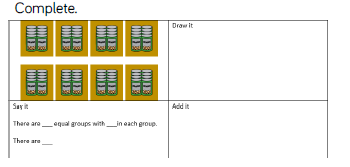 Complete.
Draw it
Say it
There are ___ equal groups with ___ in each group.
There are ___
Add it